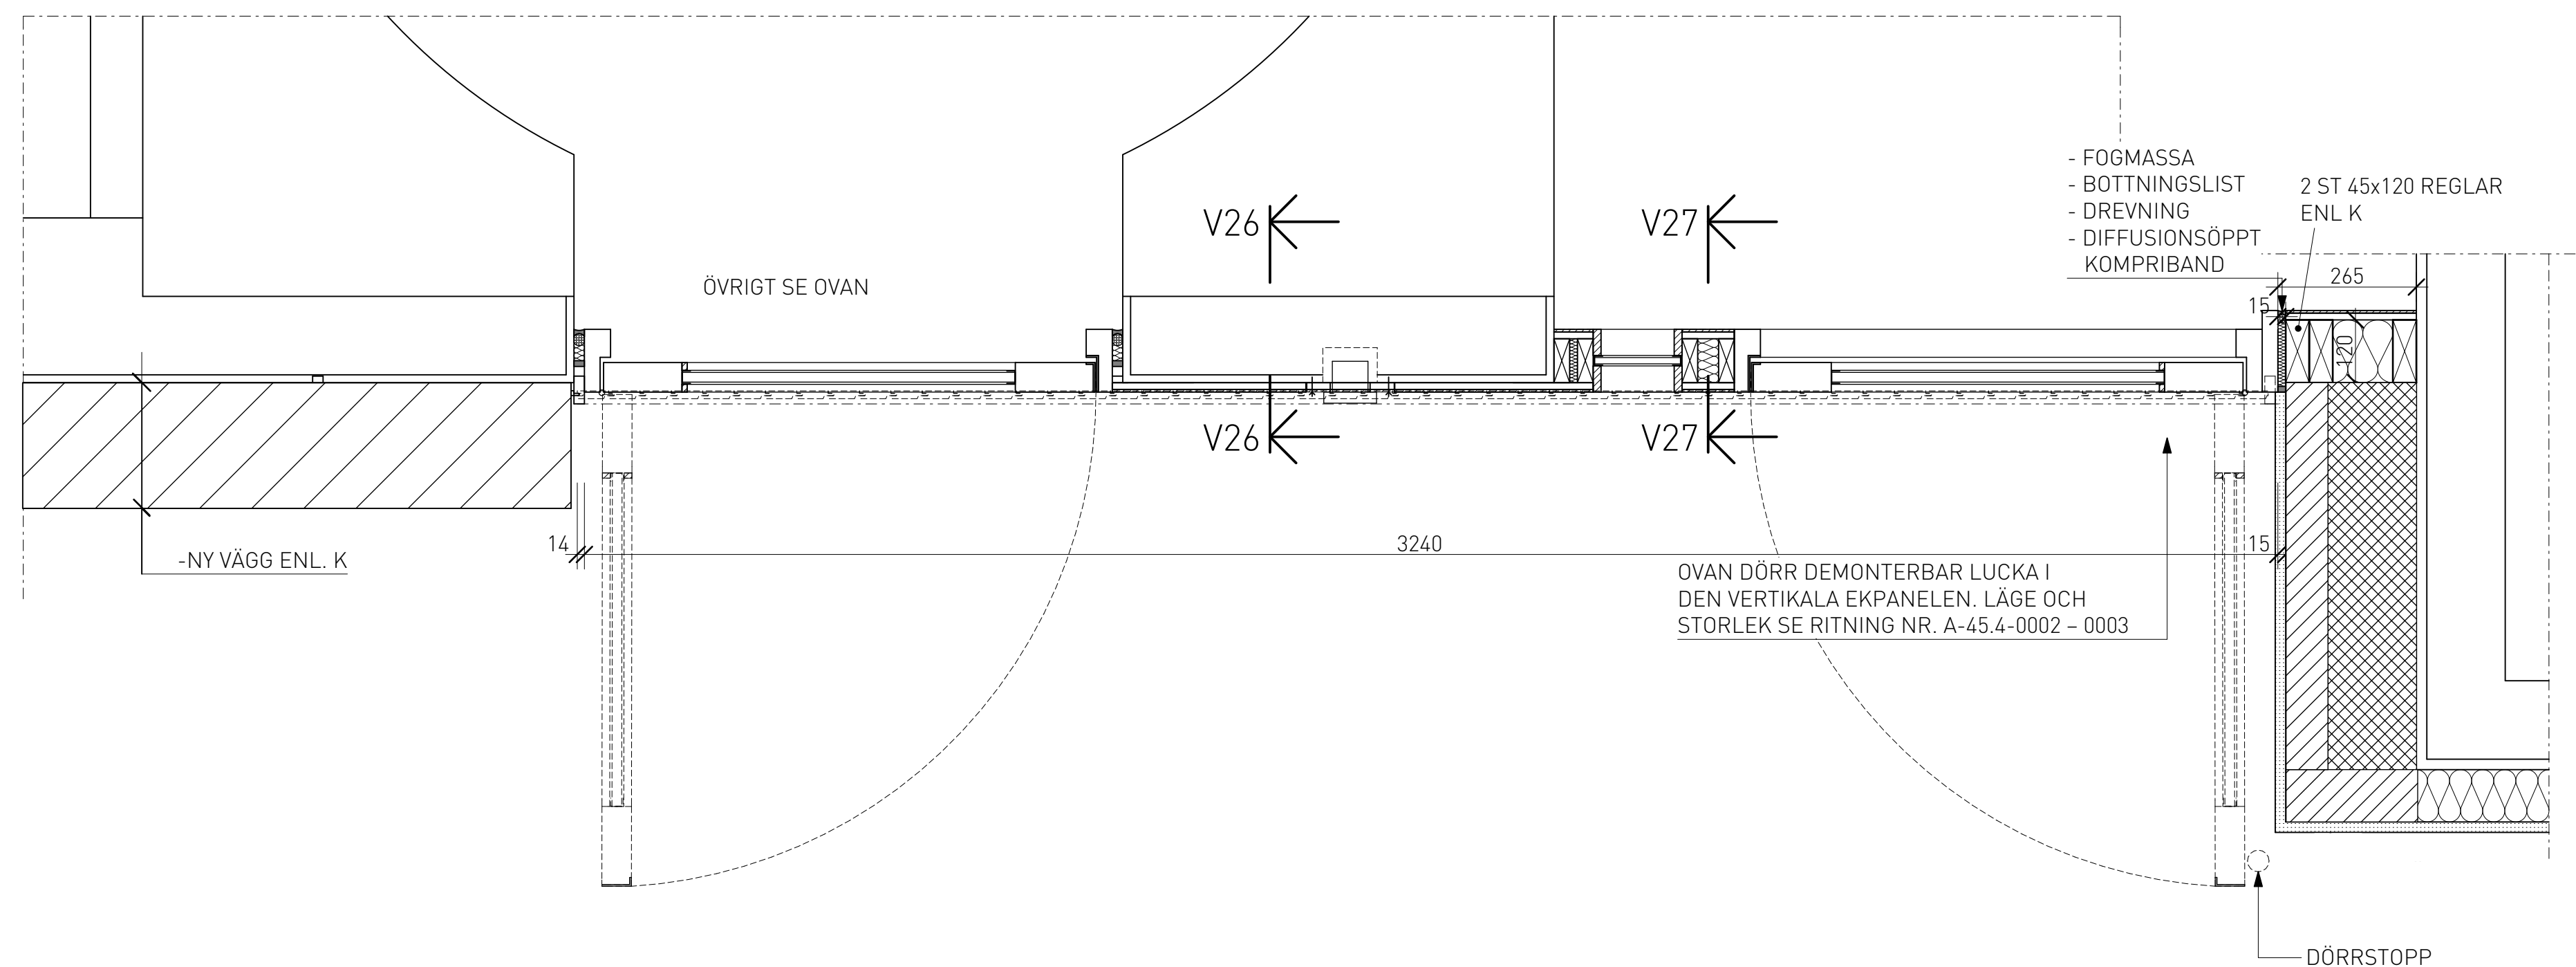 - FOGMASSA
- BOTTNINGSLIST
- DREVNING
- DIFFUSIONSÖPPT
KOMPRIBAND
2 ST 45x120 REGLAR
ENL K
V26
V27
ÖVRIGT SE OVAN
265
15
120
V26
V27
14
3240
15
-NY VÄGG ENL. K
OVAN DÖRR DEMONTERBAR LUCKA I
DEN VERTIKALA EKPANELEN. LÄGE OCH
STORLEK SE RITNING NR. A-45.4-0002 – 0003
DÖRRSTOPP